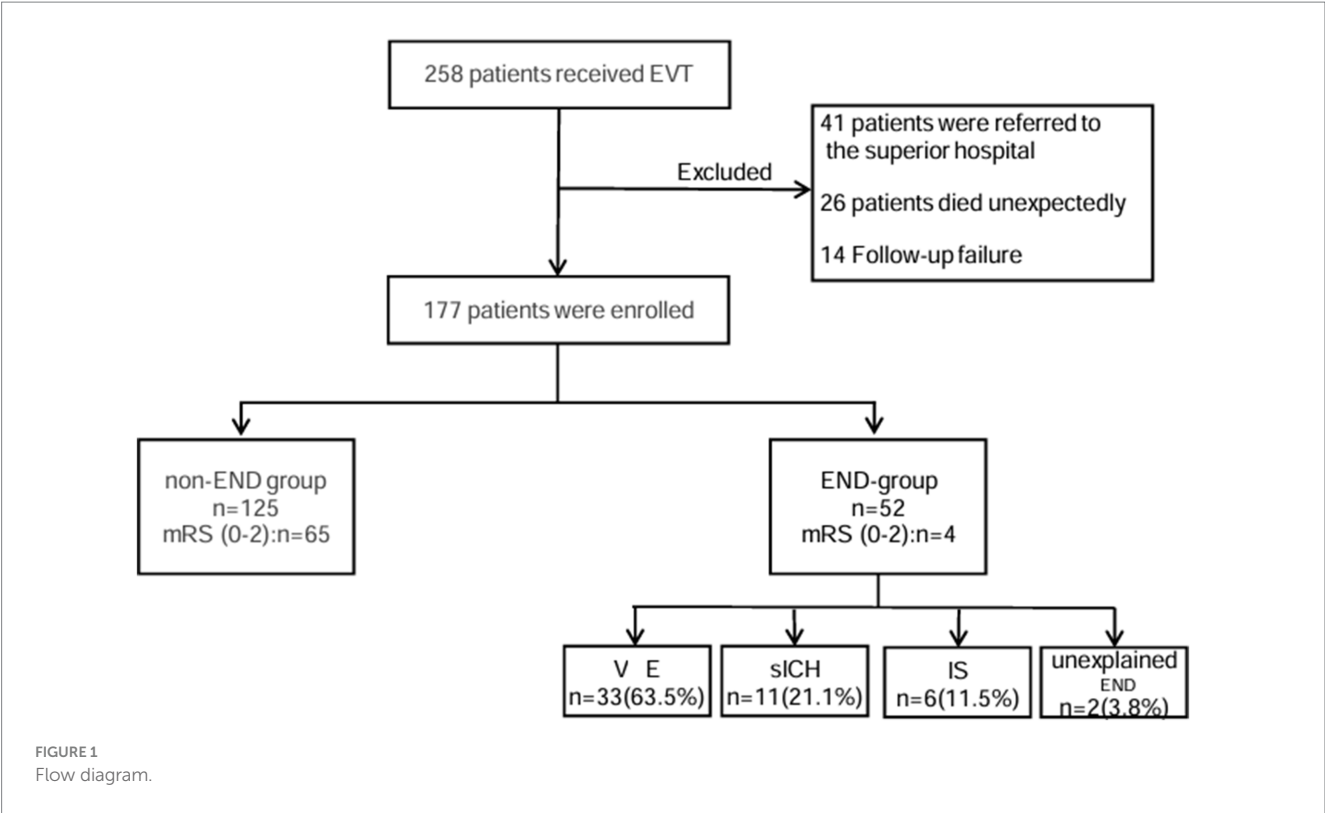 258 patients received EVT
41 patients were referred to
the superior hospital
Excluded
26 patients died unexpectedly
14 Follow-up failure
177 patients were enrolled
non-END group
n=125
mRS (0-2):n=65
END-group
n=52
mRS (0-2):n=4
V E
n=33(63.5%)
sICH
n=11(21.1%)
IS
n=6(11.5%)
unexplained
END
n=2(3.8%)
FIGURE 1
Flow diagram.